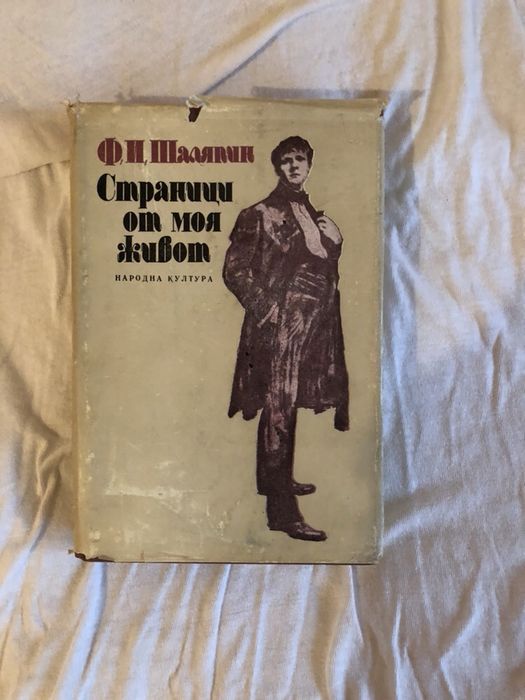 Ф. И. Шаляпин
Страници
от моя
живот
НАРОДНА КУЛТУРА